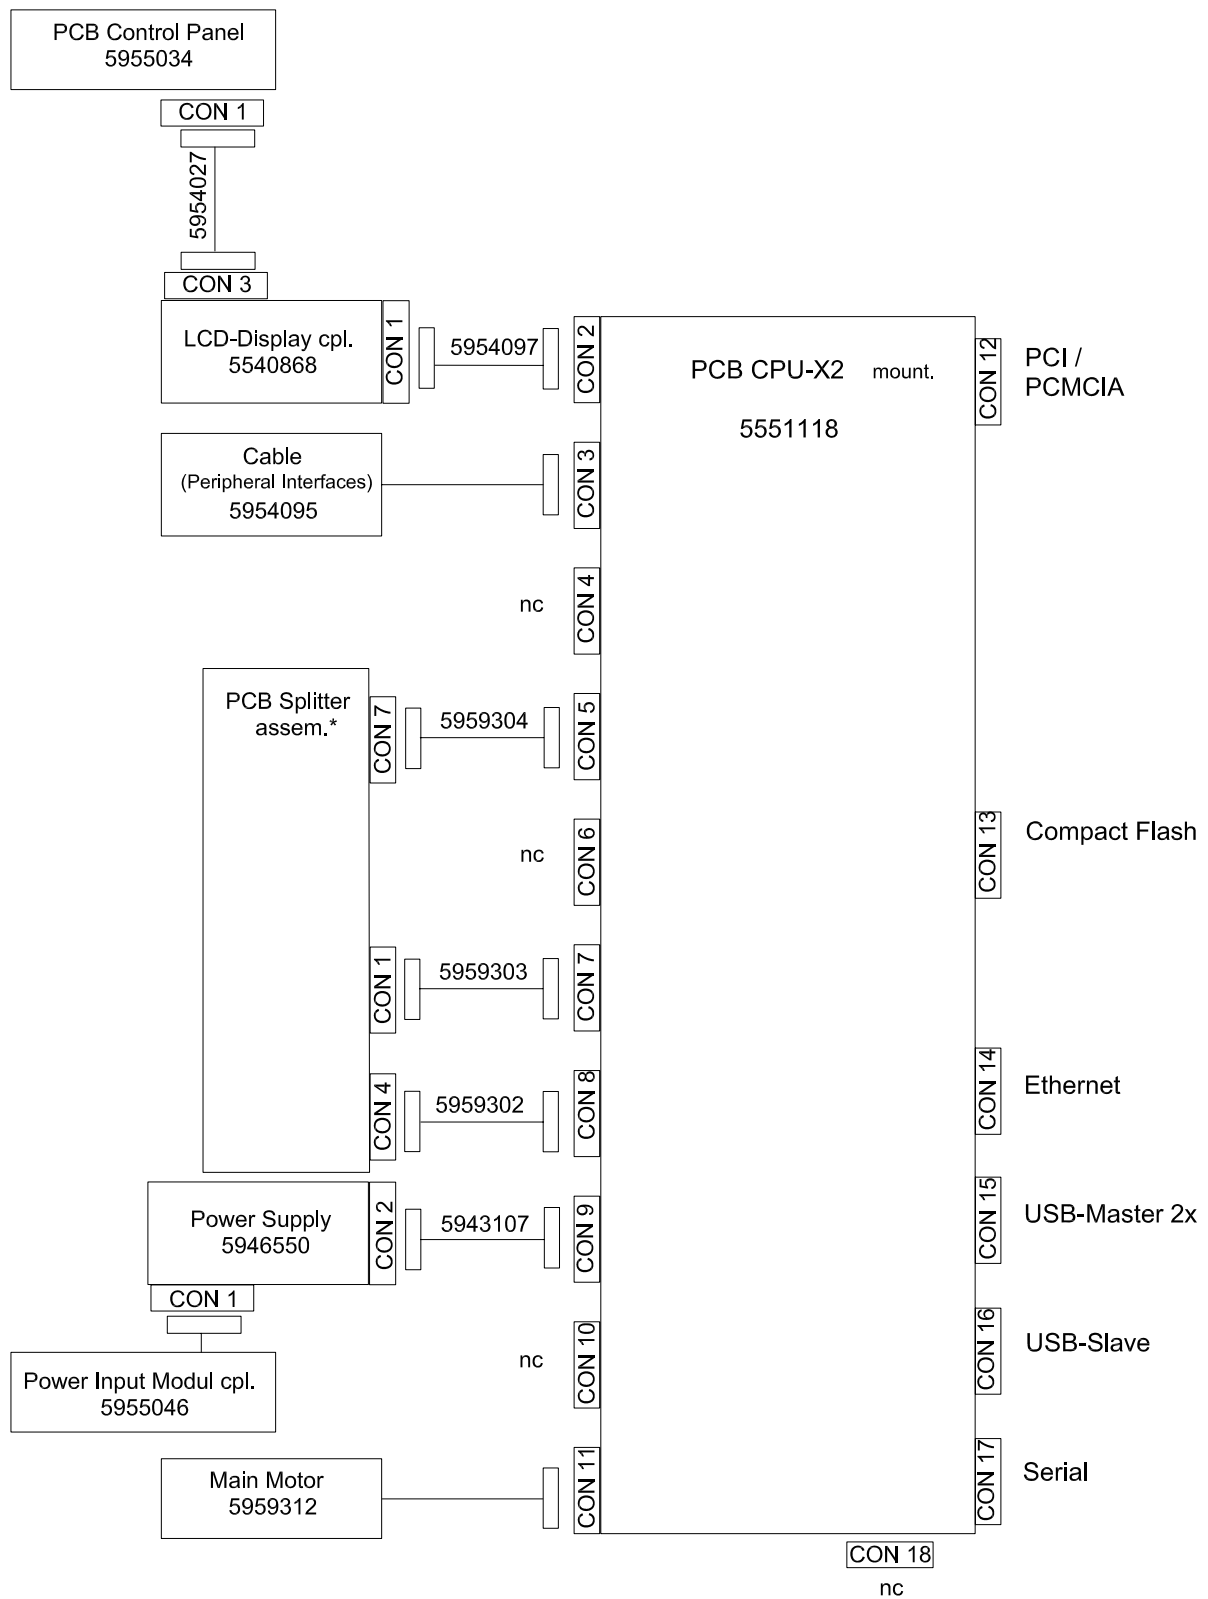 PCB Control Panel
5955034
CON 1
5954027
CON 3
LCD-Display cpl.
5540868
CON 1
5954097
CON 2
PCB CPU-X2 mount.
5551118
CON 12
PCI /
PCMCIA
Cable
(Peripheral Interfaces)
5954095
CON 3
nc
CON 4
PCB Splitter
assem.*
CON 7
5959304
CON 5
nc
CON 6
CON 13
Compact Flash
CON 1
5959303
CON 7
CON 4
5959302
CON 8
CON 14
Ethernet
Power Supply
5946550
CON 2
5943107
CON 9
CON 15
USB-Master 2x
CON 1
Power Input Modul cpl.
5955046
nc
CON 10
CON 16
USB-Slave
Main Motor
5959312
CON 11
CON 17
Serial
CON 18
nc